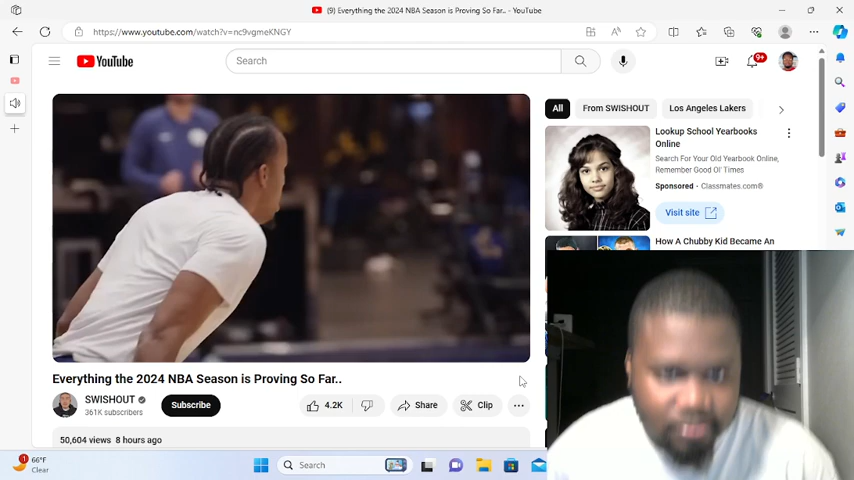 (9) Everything the 2024 NBA Season is Proving So Far... - YouTube
https://www.youtube.com/watch?v=nc9vgmeKNGY
YouTube
Search
9+
All
From SWISHOUT
Los Angeles Lakers
Lookup School Yearbooks
Online
Search For Your Old Yearbook Online,
Remember Good Ol' Times
Sponsored · Classmates.com®
Visit site
How A Chubby Kid Became An
Everything the 2024 NBA Season is Proving So Far..
SWISHOUT
361K subscribers
Subscribe
4.2K
Share
Clip
50,604 views 8 hours ago
1
66°F
Clear
Search